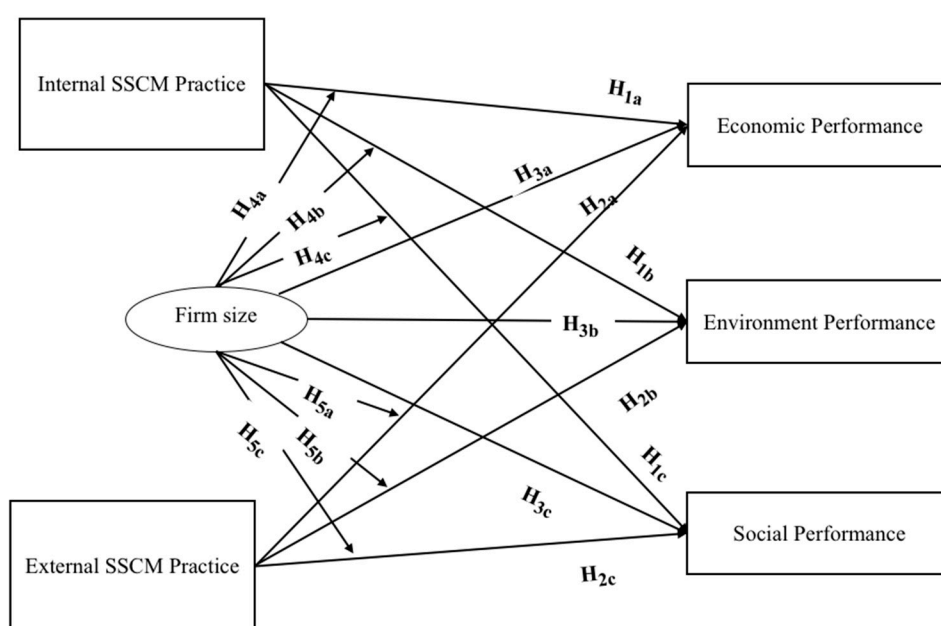 Internal SSCM Practice
H1a
Economic Performance
H3a
H4a
H4b
H2a
H4c
H1b
Firm size
H3b
Environment Performance
H5a
H2b
H5c
H5b
H1c
H3c
Social Performance
External SSCM Practice
H2c